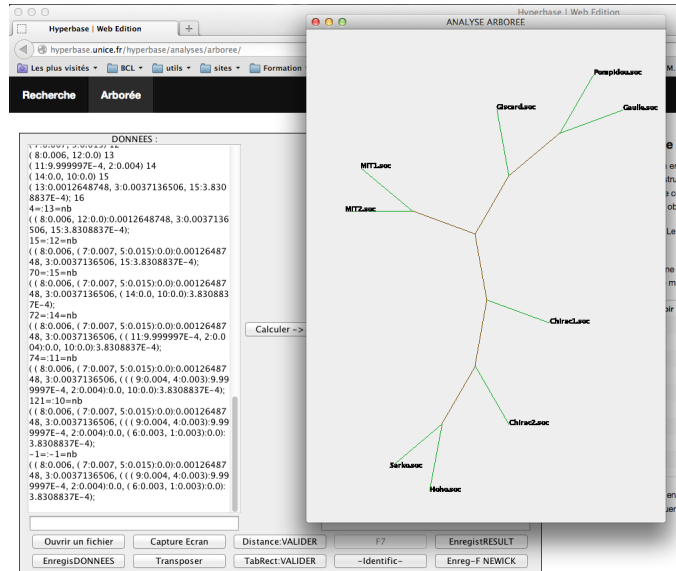 Hyperbase | Web Edition
Hyperbase | Web Edition
hyperbase.unice.fr/hyperbase/analyses/arboree/
Les plus visités BCL utils sites Formation
Recherche Arborée
DONNEES :
( 8:0.006, 12:0.0) 13
( 11:9.999997E-4, 2:0.004) 14
( 14:0.0, 10:0.0) 15
( 13:0.0012648748, 3:0.0037136506, 15:3.830
8837E-4); 16
4=:13=nb
( ( 8:0.006, 12:0.0):0.0012648748, 3:0.0037136
506, 15:3.8308837E-4);
15=:12=nb
( ( 8:0.006, ( 7:0.007, 5:0.015):0.0):0.00126487
48, 3:0.0037136506, 15:3.8308837E-4);
70=:15=nb
( ( 8:0.006, ( 7:0.007, 5:0.015):0.0):0.00126487
48, 3:0.0037136506, ( 14:0.0, 10:0.0):3.830883
7E-4);
72=:14=nb
( ( 8:0.006, ( 7:0.007, 5:0.015):0.0):0.00126487
48, 3:0.0037136506, ( ( 11:9.999997E-4, 2:0.0
04):0.0, 10:0.0):3.8308837E-4);
74=:11=nb
( ( 8:0.006, ( 7:0.007, 5:0.015):0.0):0.00126487
48, 3:0.0037136506, ( ( ( 9:0.004, 4:0.003):9.99
9997E-4, 2:0.004):0.0, 10:0.0):3.8308837E-4);
121=:10=nb
( ( 8:0.006, ( 7:0.007, 5:0.015):0.0):0.00126487
48, 3:0.0037136506, ( ( ( 9:0.004, 4:0.003):9.99
9997E-4, 2:0.004):0.0, ( 6:0.003, 1:0.003):0.0):
3.8308837E-4);
-1=:-1=nb
( ( 8:0.006, ( 7:0.007, 5:0.015):0.0):0.00126487
48, 3:0.0037136506, ( ( ( 9:0.004, 4:0.003):9.99
9997E-4, 2:0.004):0.0, ( 6:0.003, 1:0.003):0.0):
3.8308837E-4);
Calculer ->
ANALYSE ARBOREE
Pompidou.soc
Giscard.soc
Gaulle.soc
MIT1.soc
MIT2.soc
Chirac1.soc
Chirac2.soc
Sarko.soc
Hoho.soc
Ouvrir un fichier Capture Ecran Distance:VALIDER F7 EnregistRESULT
EnregisDONNEES Transposer TabRect:VALIDER -Identific- Enreg-F NEWICK